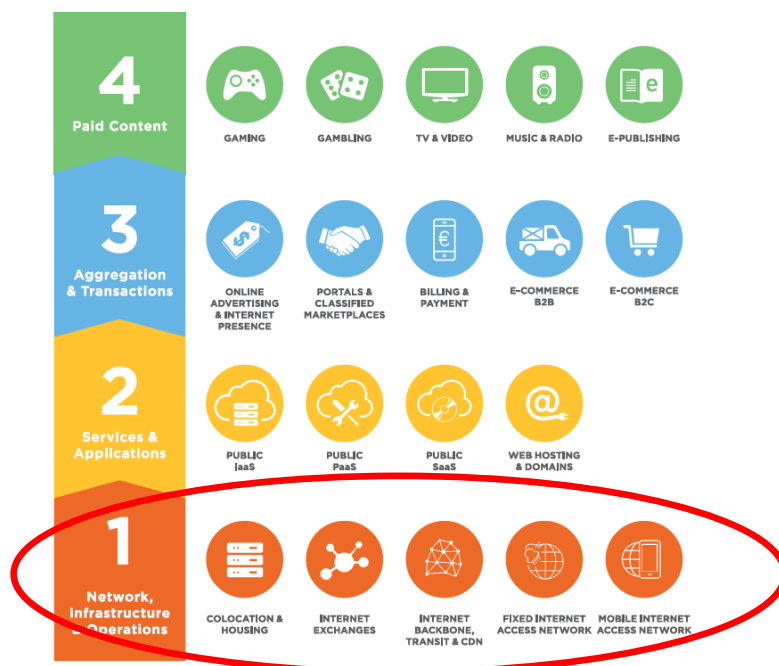 4
Paid Content
GAMING
GAMBLING
TV & VIDEO
MUSIC & RADIO
E-PUBLISHING
e
3
Aggregation
& Transactions
$
€
ONLINE
ADVERTISING
& INTERNET
PRESENCE
PORTALS &
CLASSIFIED
MARKETPLACES
BILLING &
PAYMENT
E-COMMERCE
B2B
E-COMMERCE
B2C
2
Services &
Applications
@
PUBLIC
IaaS
PUBLIC
PaaS
PUBLIC
SaaS
WEB HOSTING
& DOMAINS
1
Network,
infrastructure
& Operations
COLOCATION &
HOUSING
INTERNET
EXCHANGES
INTERNET
BACKBONE,
TRANSIT & CDN
FIXED INTERNET
ACCESS NETWORK
MOBILE INTERNET
ACCESS NETWORK